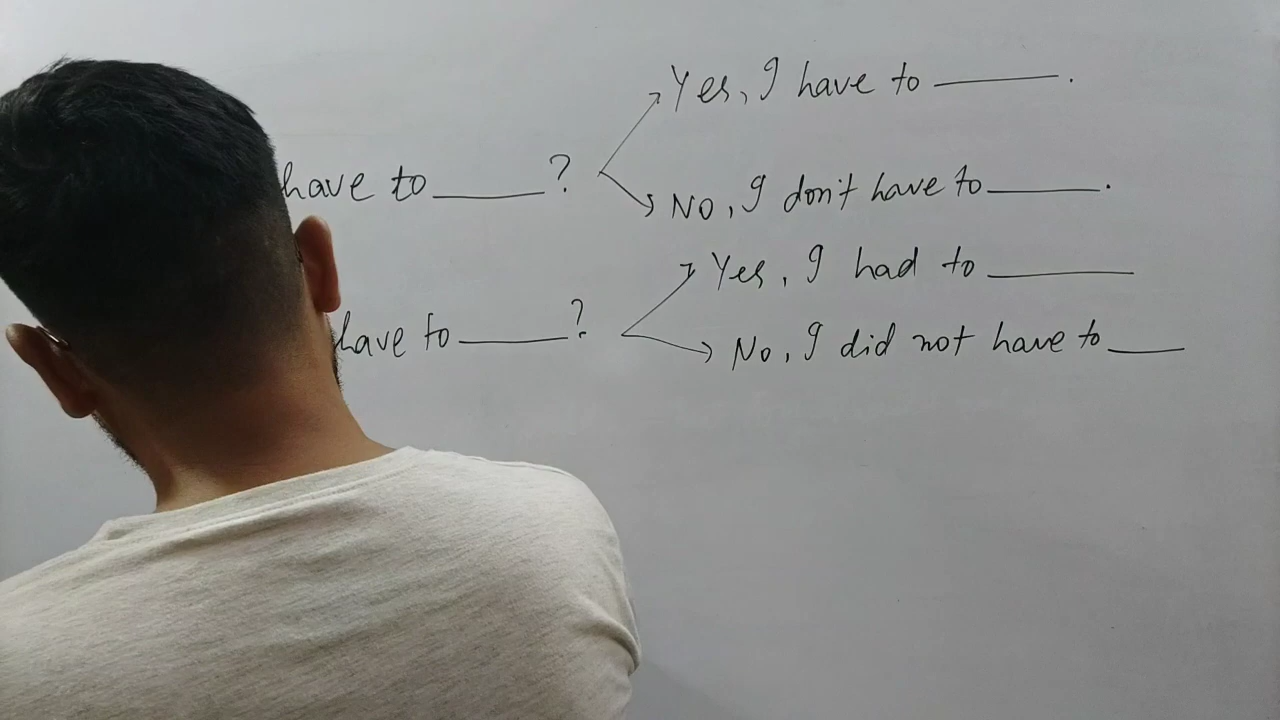 Yes, I have to ______.
have to ______?
No, I don't have to ______.
Yes, I had to ______
have to ______?
No, I did not have to ______